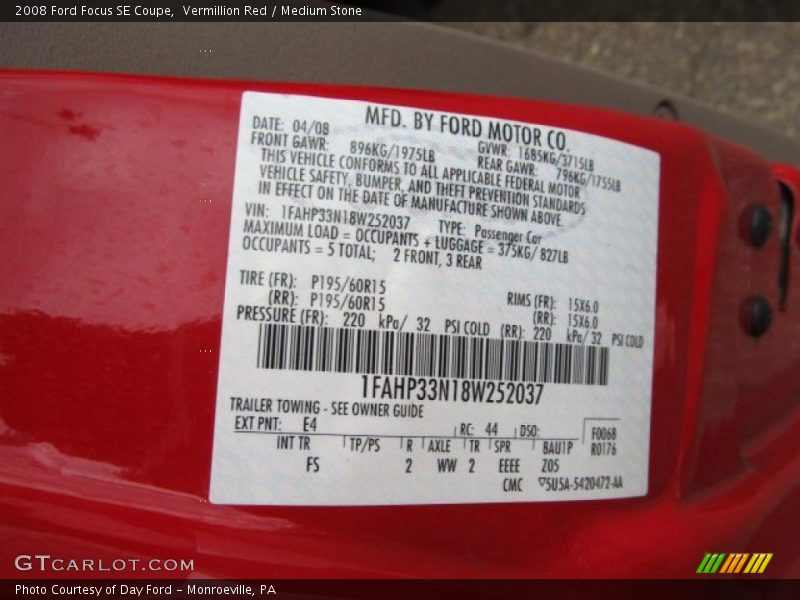 2008 Ford Focus SE Coupe,  Vermillion Red / Medium Stone
MFD. BY FORD MOTOR CO.
DATE: 04/08 GVWR: 1685KG/3715LB
FRONT GAWR: 896KG/1975LB REAR GAWR: 796KG/1755LB
THIS VEHICLE CONFORMS TO ALL APPLICABLE FEDERAL MOTOR
VEHICLE SAFETY, BUMPER, AND THEFT PREVENTION STANDARDS
IN EFFECT ON THE DATE OF MANUFACTURE SHOWN ABOVE
VIN: 1FAHP33N18W252037 TYPE: Passenger Car
MAXIMUM LOAD = OCCUPANTS + LUGGAGE = 375KG/ 827LB
OCCUPANTS = 5 TOTAL; 2 FRONT, 3 REAR
TIRE (FR): P195/60R15 RIMS (FR): 15X6.0
(RR): P195/60R15 (RR): 15X6.0
PRESSURE (FR): 220 kPa/ 32 PSI COLD (RR): 220 kPa/ 32 PSI COLD
1FAHP33N18W252037
TRAILER TOWING - SEE OWNER GUIDE
EXT PNT: E4 RC: 44 DSO: F0068
INT TR TP/PS R AXLE TR SPR BAU1P R0176
FS 2 WW 2 EEEE Z05
CMC ▽5U5A-5420472-AA
GTCARLOT.COM
Photo Courtesy of Day Ford - Monroeville, PA